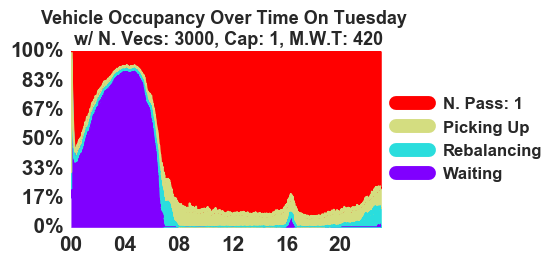 Vehicle Occupancy Over Time On Tuesday
w/ N. Vecs: 3000, Cap: 1, M.W.T: 420
100%
83%
67%
50%
33%
17%
0%
00 04 08 12 16 20
N. Pass: 1
Picking Up
Rebalancing
Waiting